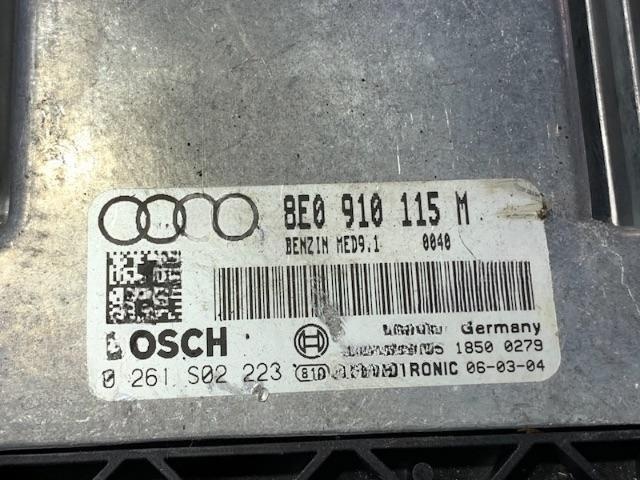 8E0 910 115 M
BENZIN MED9.1 0040
BOSCH
Germany
1850 0279
0 261 S02 223 06-03-04